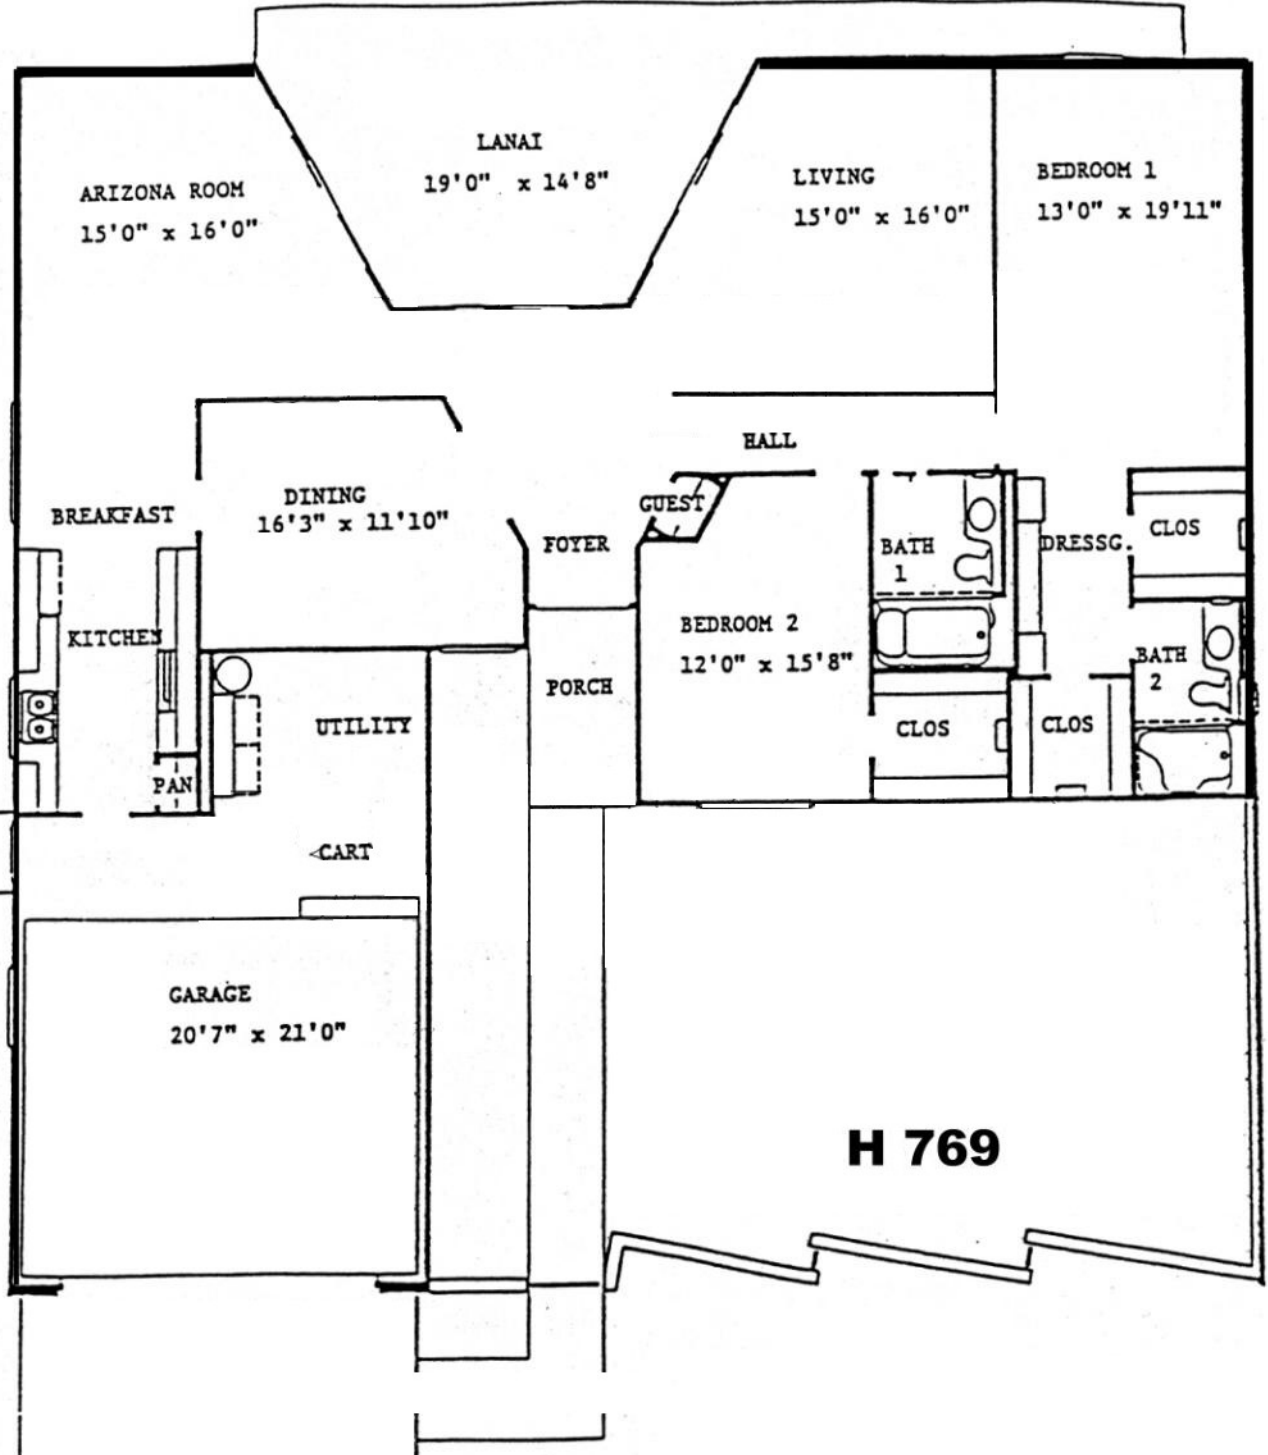 LANAI
19'0" x 14'8"
ARIZONA ROOM
15'0" x 16'0"
LIVING
15'0" x 16'0"
BEDROOM 1
13'0" x 19'11"
HALL
DINING
16'3" x 11'10"
BREAKFAST
GUEST
FOYER
BATH
1
DRESSG.
CLOS
KITCHEN
BEDROOM 2
12'0" x 15'8"
BATH
2
PORCH
UTILITY
CLOS
CLOS
PAN
CART
GARAGE
20'7" x 21'0"
H 769